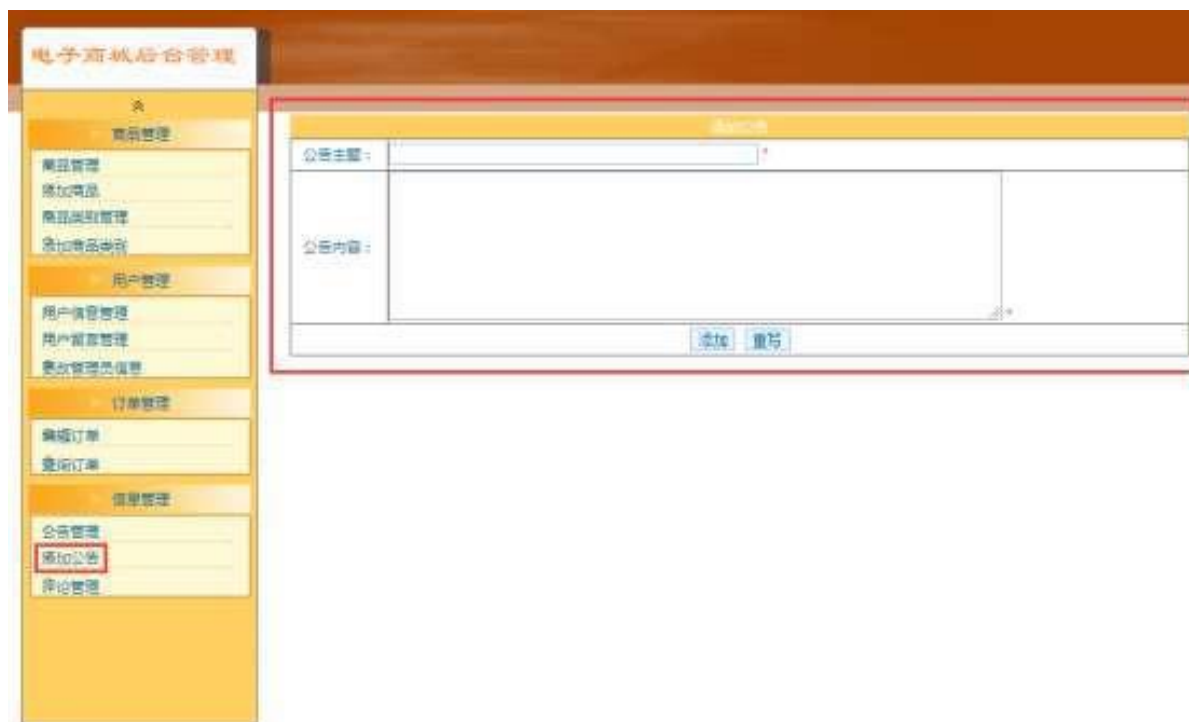 电子商城后台管理
商品管理
商品管理
添加商品
商品类别管理
添加商品类别
用户管理
用户信息管理
用户留言管理
更改管理员信息
订单管理
编辑订单
查询订单
信息管理
公告管理
添加公告
评论管理
添加公告
公告主题：
*
公告内容：
*
添加 重写